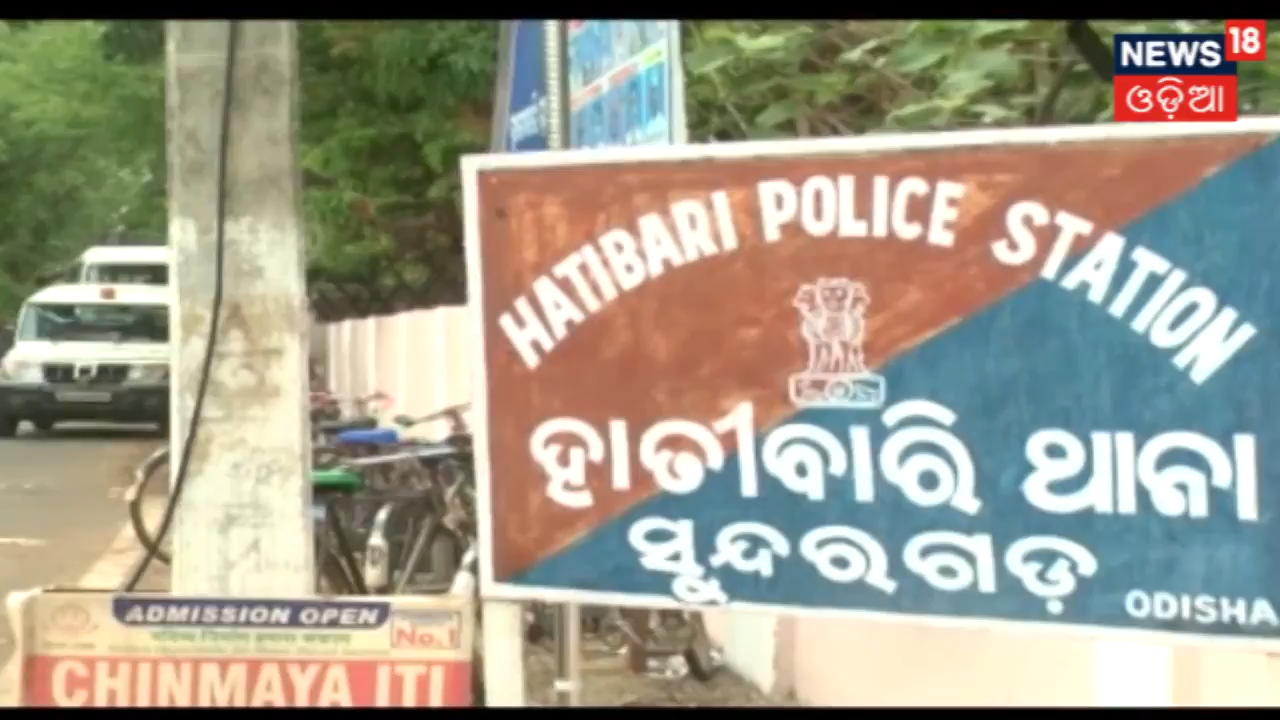 NEWS 18
ଓଡ଼ିଆ
HATIBARI POLICE STATION
ହାତୀବାରି ଥାନା
ସୁନ୍ଦରଗଡ଼
ODISHA
ADMISSION OPEN
No.1
CHINMAYA ITI